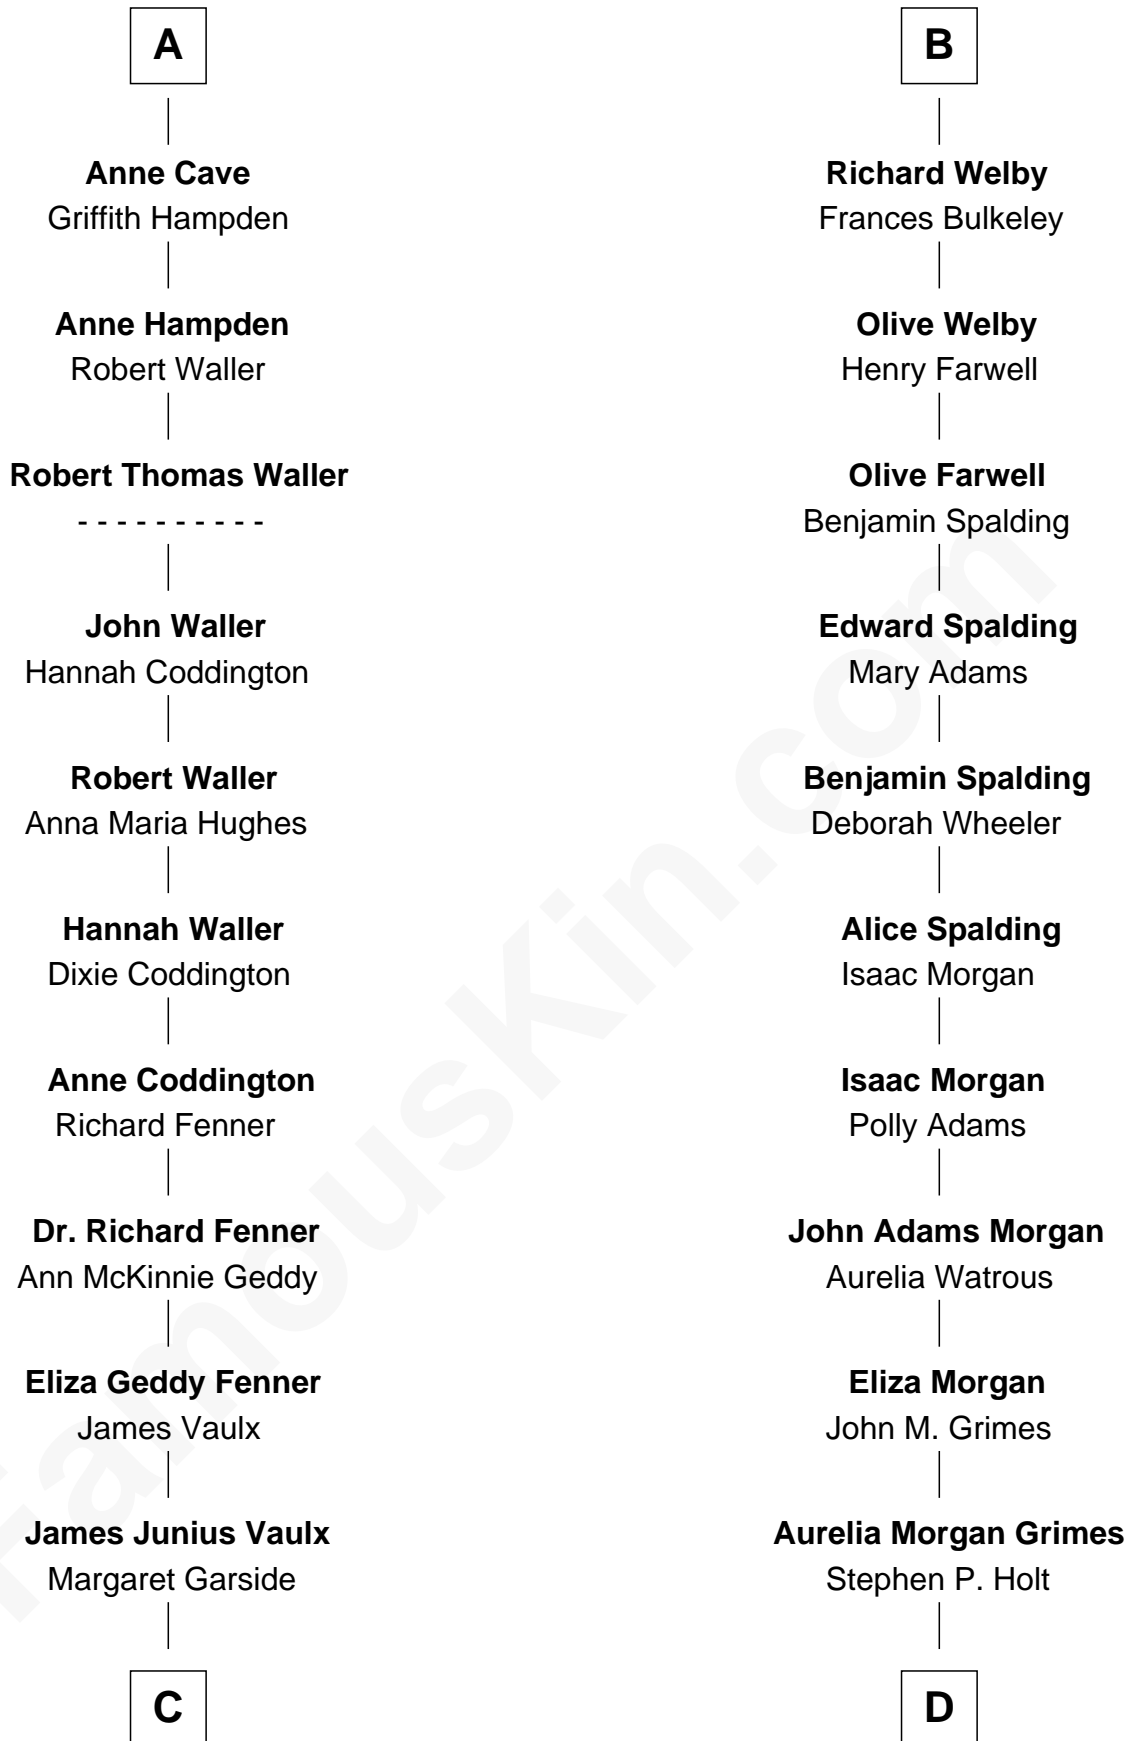 A
Anne Cave
Griffith Hampden
Anne Hampden
Robert Waller
Robert Thomas Waller
- - - - - - - - - -
John Waller
Hannah Coddington
Robert Waller
Anna Maria Hughes
Hannah Waller
Dixie Coddington
Anne Coddington
Richard Fenner
Dr. Richard Fenner
Ann McKinnie Geddy
Eliza Geddy Fenner
James Vaulx
James Junius Vaulx
Margaret Garside
C
B
Richard Welby
Frances Bulkeley
Olive Welby
Henry Farwell
Olive Farwell
Benjamin Spalding
Edward Spalding
Mary Adams
Benjamin Spalding
Deborah Wheeler
Alice Spalding
Isaac Morgan
Isaac Morgan
Polly Adams
John Adams Morgan
Aurelia Watrous
Eliza Morgan
John M. Grimes
Aurelia Morgan Grimes
Stephen P. Holt
D
FamousKin.com